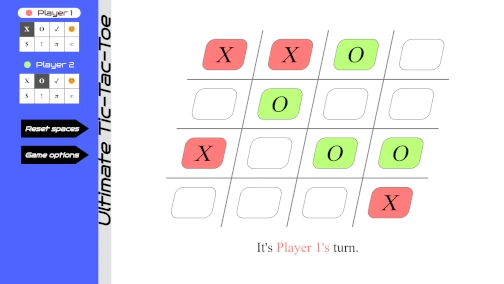 Player 1
X O ✓ 😊
$ ! π
Player 2
X O ✓ 😊
$ ! π
Reset spaces
Game options
Ultimate Tic-Tac-Toe
X X O
O
X O O
X
It's Player 1's turn.